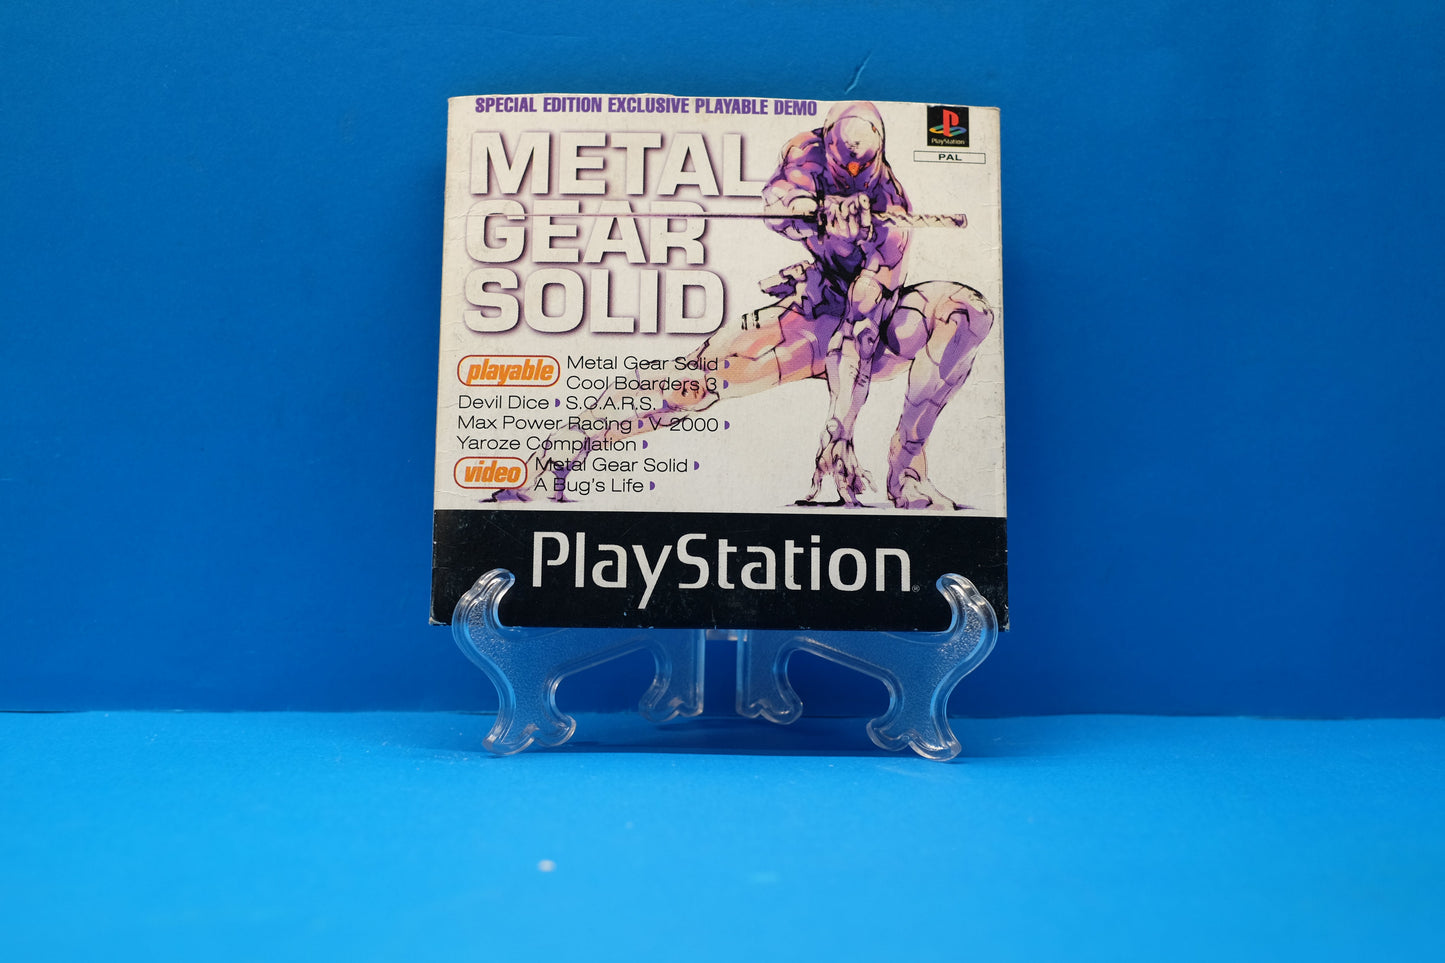 SPECIAL EDITION EXCLUSIVE PLAYABLE DEMO
METAL
GEAR
SOLID
PlayStation
PAL
playable Metal Gear Solid
Cool Boarders 3
Devil Dice S.C.A.R.S.
Max Power Racing V-2000
Yaroze Compilation
video Metal Gear Solid
A Bug's Life
PlayStation®